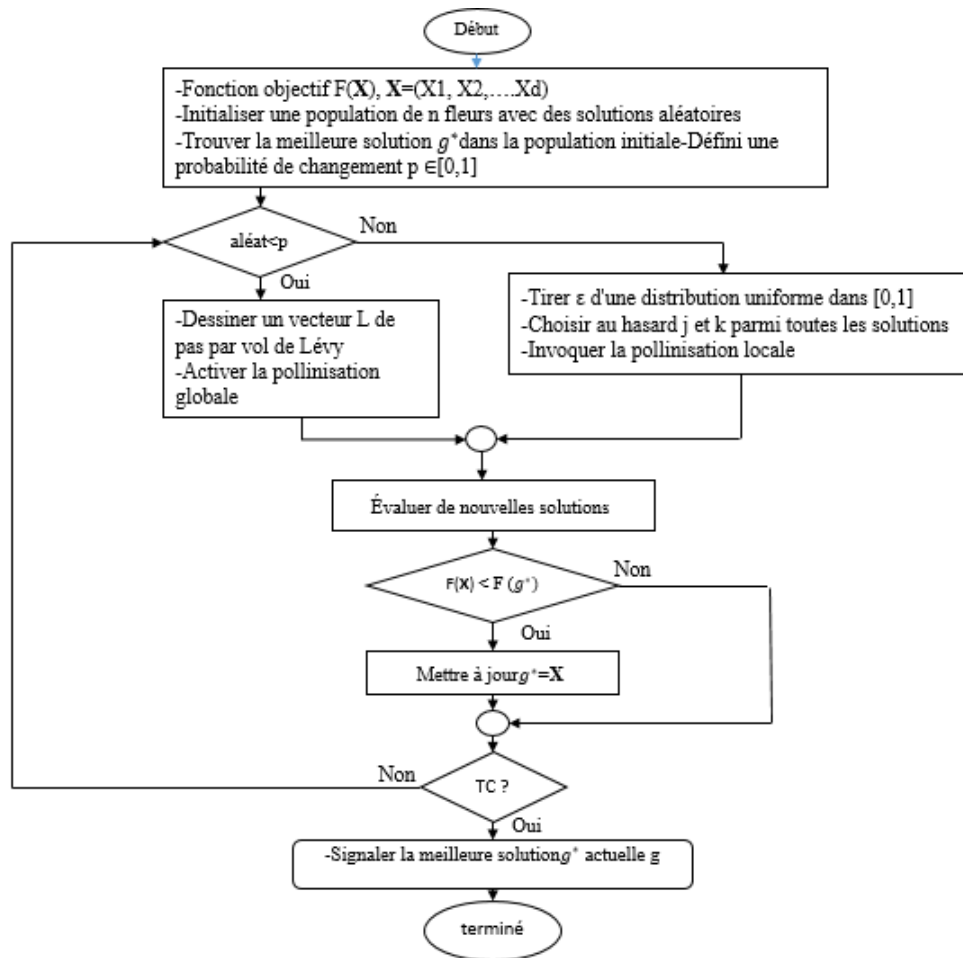 Début
-Fonction objectif F(X), X=(X1, X2,….Xd)
-Initialiser une population de n fleurs avec des solutions aléatoires
-Trouver la meilleure solution g* dans la population initiale-Défini une
probabilité de changement p ∈[0,1]
aléat<p
Non
Oui
-Dessiner un vecteur L de
pas par vol de Lévy
-Activer la pollinisation
globale
-Tirer ε d'une distribution uniforme dans [0,1]
-Choisir au hasard j et k parmi toutes les solutions
-Invoquer la pollinisation locale
Évaluer de nouvelles solutions
F(X) < F (g*)
Non
Oui
Mettre à jour g*=X
Non
TC ?
Oui
-Signaler la meilleure solution g* actuelle g
terminé